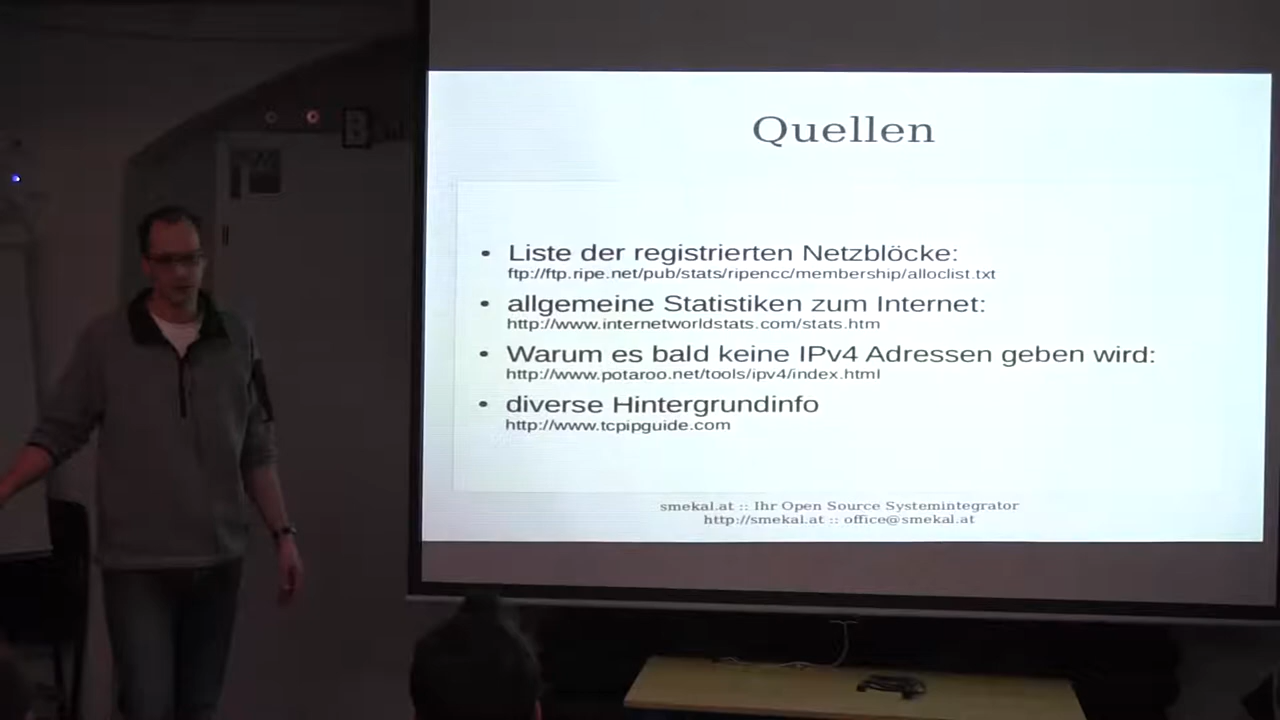 Quellen
• Liste der registrierten Netzblöcke:
ftp://ftp.ripe.net/pub/stats/ripencc/membership/alloclist.txt
• allgemeine Statistiken zum Internet:
http://www.internetworldstats.com/stats.htm
• Warum es bald keine IPv4 Adressen geben wird:
http://www.potaroo.net/tools/ipv4/index.html
• diverse Hintergrundinfo
http://www.tcpipguide.com
smekal.at :: Ihr Open Source Systemintegrator
http://smekal.at :: office@smekal.at